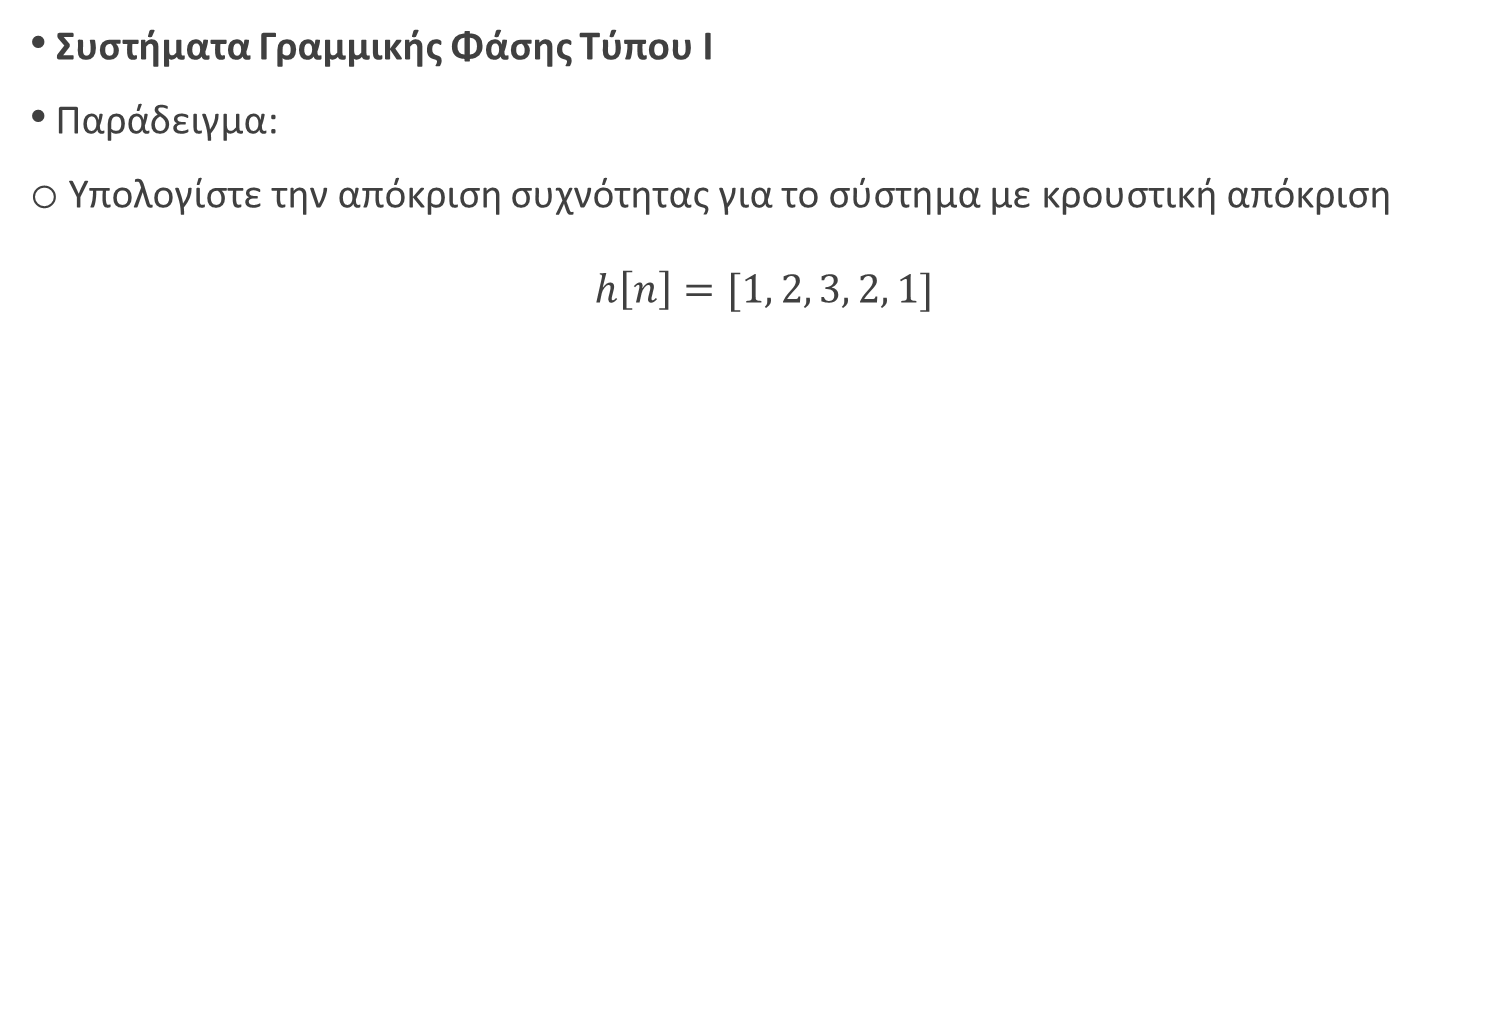 • Συστήματα Γραμμικής Φάσης Τύπου Ι
• Παράδειγμα:
○ Υπολογίστε την απόκριση συχνότητας για το σύστημα με κρουστική απόκριση
h[n] = [1, 2, 3, 2, 1]